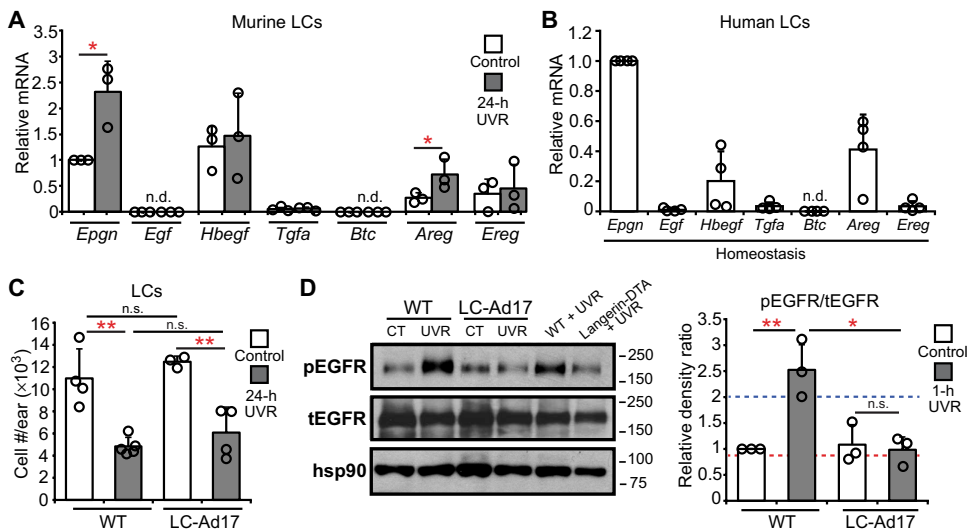 A
Murine LCs
Relative mRNA
3.5
3
2.5
2
1.5
1
0.5
0
*
n.d.
n.d.
*
Control
24-h
UVR
Epgn Egf Hbegf Tgfa Btc Areg Ereg
B
Human LCs
Relative mRNA
1.2
1.0
0.8
0.6
0.4
0.2
0
n.d.
Epgn Egf Hbegf Tgfa Btc Areg Ereg
Homeostasis
C
LCs
Cell #/ear (×10³)
16
14
12
10
8
6
4
2
0
n.s.
** n.s.
**
Control
24-h
UVR
WT LC-Ad17
D
WT LC-Ad17
CT UVR CT UVR
WT + UVR
Langerin-DTA
+ UVR
pEGFR
-250
-150
tEGFR
-250
-150
hsp90
-100
-75
pEGFR/tEGFR
Relative density ratio
3.5
3
2.5
2
1.5
1
0.5
0
** *
n.s.
Control
1-h
UVR
WT LC-Ad17